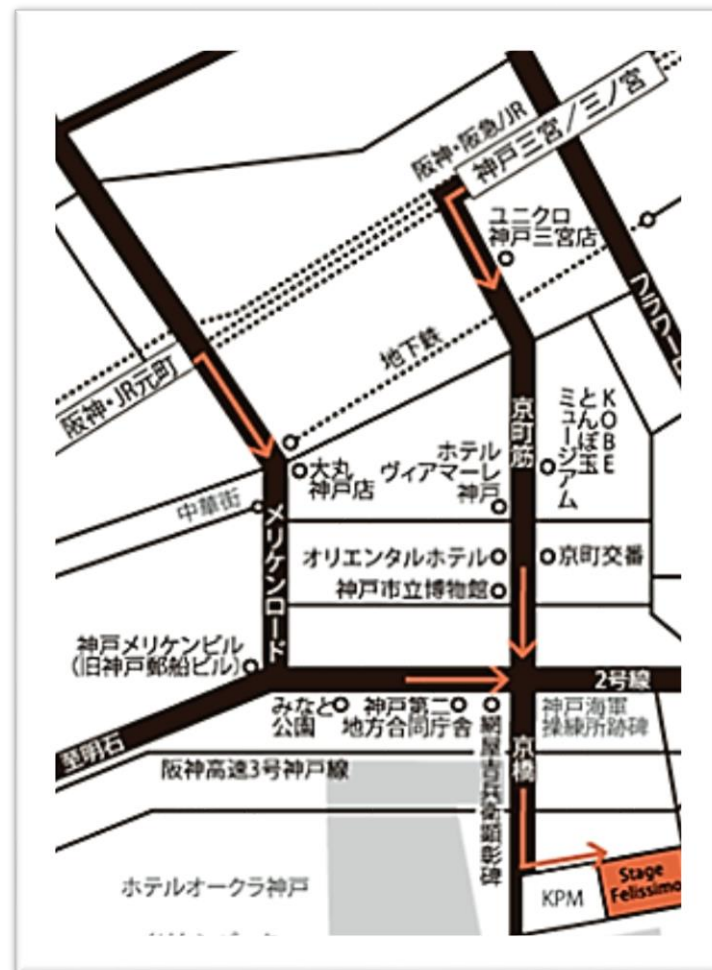 阪神・阪急/JR
神戸三宮／三ノ宮
ユニクロ
神戸三宮店
フラワー
地下鉄
阪神・JR元町
京町筋
KOBE
とんぼ玉
ミュージアム
ホテル
ヴィアマーレ
神戸
大丸
神戸店
中華街
メリケンロード
オリエンタルホテル
京町交番
神戸市立博物館
神戸メリケンビル
(旧神戸郵船ビル)
2号線
みなと
公園
神戸第二
地方合同庁舎
網屋吉兵衛顕彰碑
神戸海軍
操練所跡碑
京橋
至明石
阪神高速3号神戸線
ホテルオークラ神戸
KPM
Stage
Felissimo